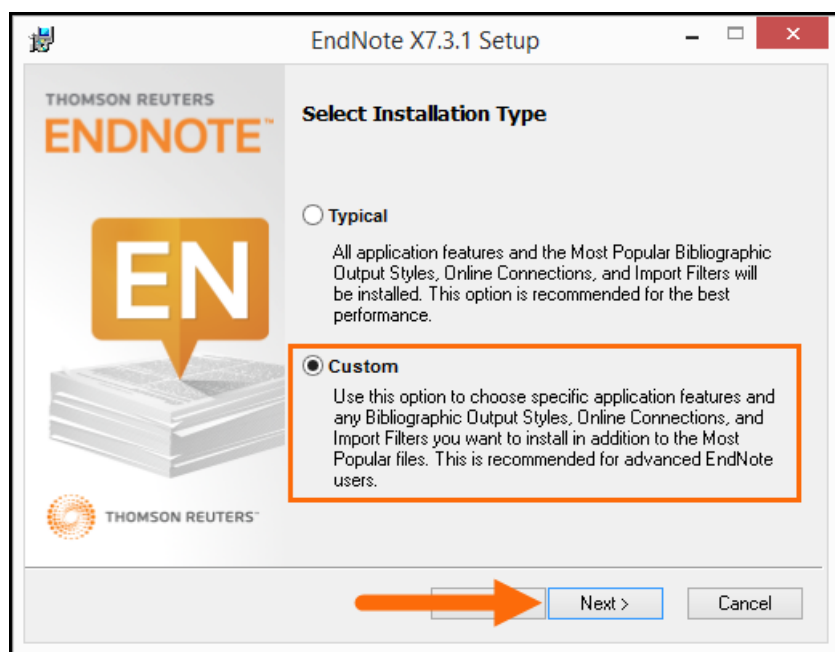 EndNote X7.3.1 Setup
THOMSON REUTERS
ENDNOTE™
Select Installation Type
EN
Typical
All application features and the Most Popular Bibliographic
Output Styles, Online Connections, and Import Filters will
be installed. This option is recommended for the best
performance.
Custom
Use this option to choose specific application features and
any Bibliographic Output Styles, Online Connections, and
Import Filters you want to install in addition to the Most
Popular files. This is recommended for advanced EndNote
users.
THOMSON REUTERS™
Next >
Cancel